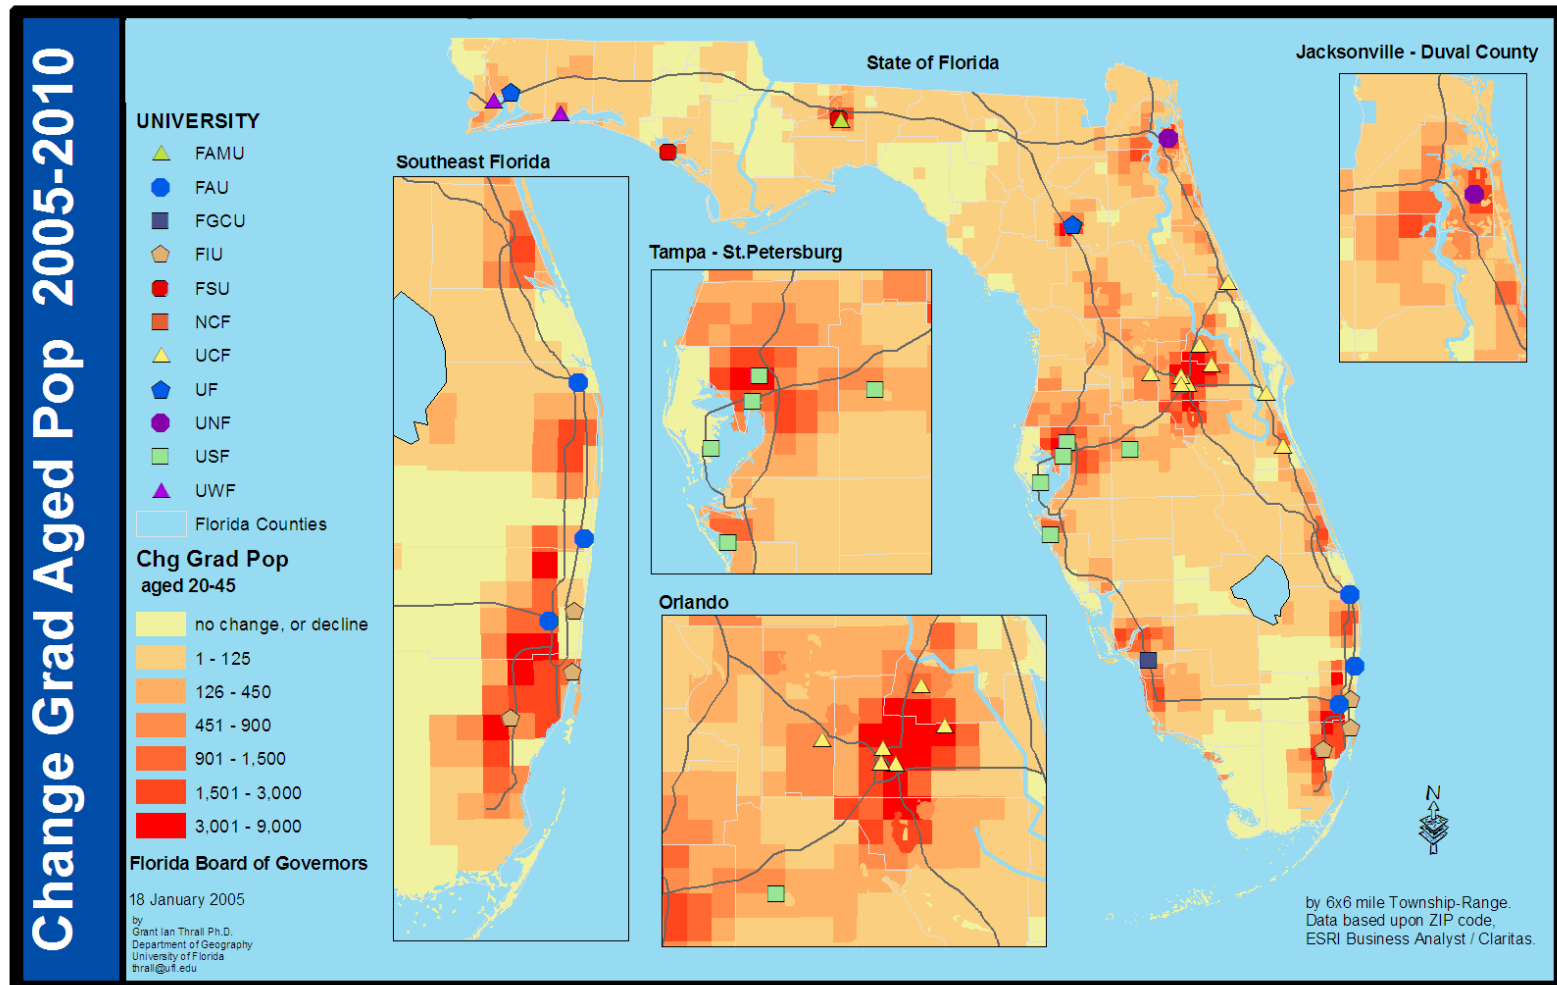 Change Grad Aged Pop 2005-2010
State of Florida
Jacksonville - Duval County
UNIVERSITY
FAMU
FAU
FGCU
FIU
FSU
NCF
UCF
UF
UNF
USF
UWF
Florida Counties
Chg Grad Pop
aged 20-45
no change, or decline
1 - 125
126 - 450
451 - 900
901 - 1,500
1,501 - 3,000
3,001 - 9,000
Florida Board of Governors
18 January 2005
by
Grant Ian Thrall Ph.D.
Department of Geography
University of Florida
thrall@ufl.edu
Southeast Florida
Tampa - St.Petersburg
Orlando
N
by 6x6 mile Township-Range.
Data based upon ZIP code,
ESRI Business Analyst / Claritas.